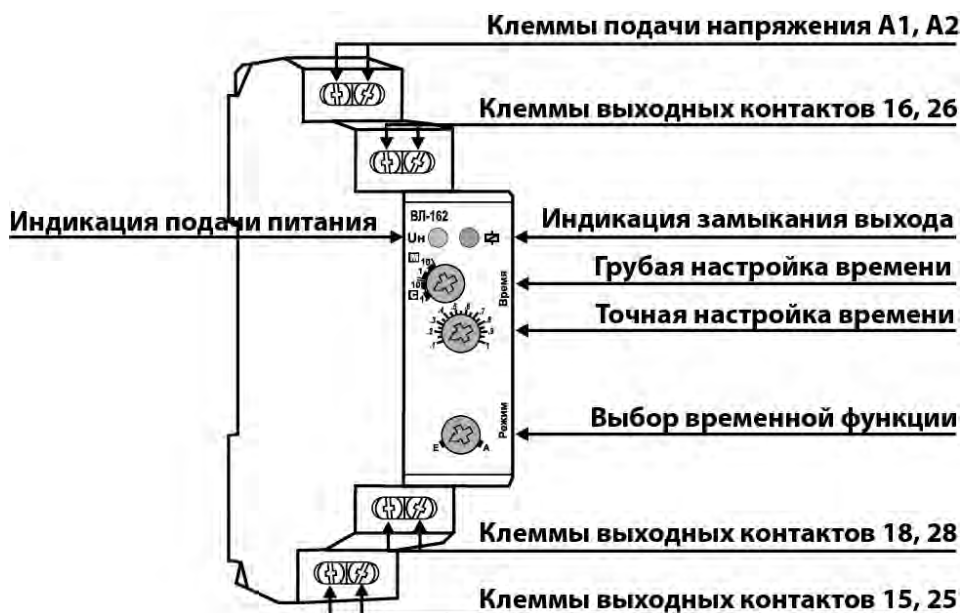 Клеммы подачи напряжения А1, А2
Клеммы выходных контактов 16, 26
Индикация подачи питания
ВЛ-162
Uн
Индикация замыкания выхода
Грубая настройка времени
Время
Точная настройка времени
Выбор временной функции
Режим
Е А
Клеммы выходных контактов 18, 28
Клеммы выходных контактов 15, 25